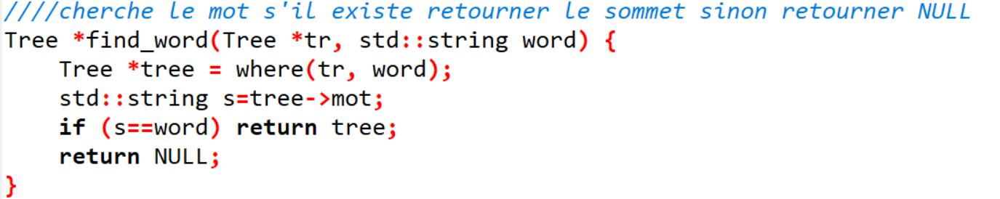 ////cherche le mot s'il existe retourner le sommet sinon retourner NULL
Tree *find_word(Tree *tr, std::string word) {
    Tree *tree = where(tr, word);
    std::string s=tree->mot;
    if (s==word) return tree;
    return NULL;
}